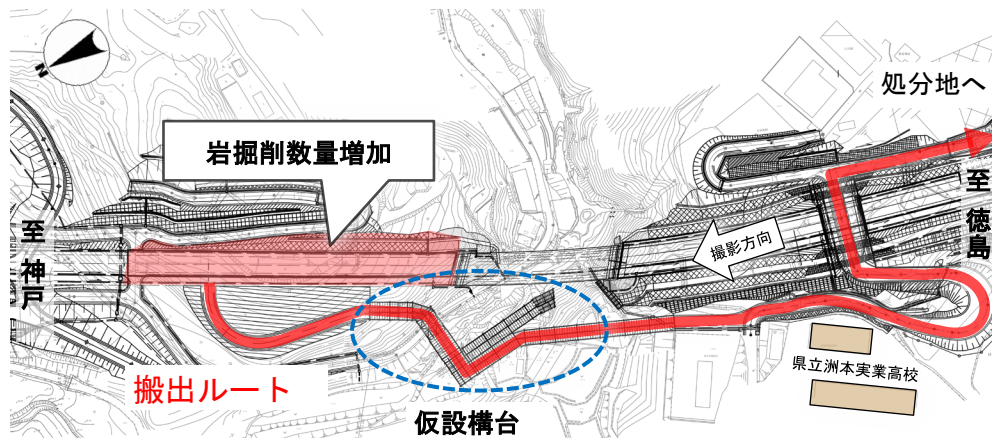 処分地へ
岩掘削数量増加
至 神戸
至 徳島
撮影方向
N
県立洲本実業高校
搬出ルート
仮設構台